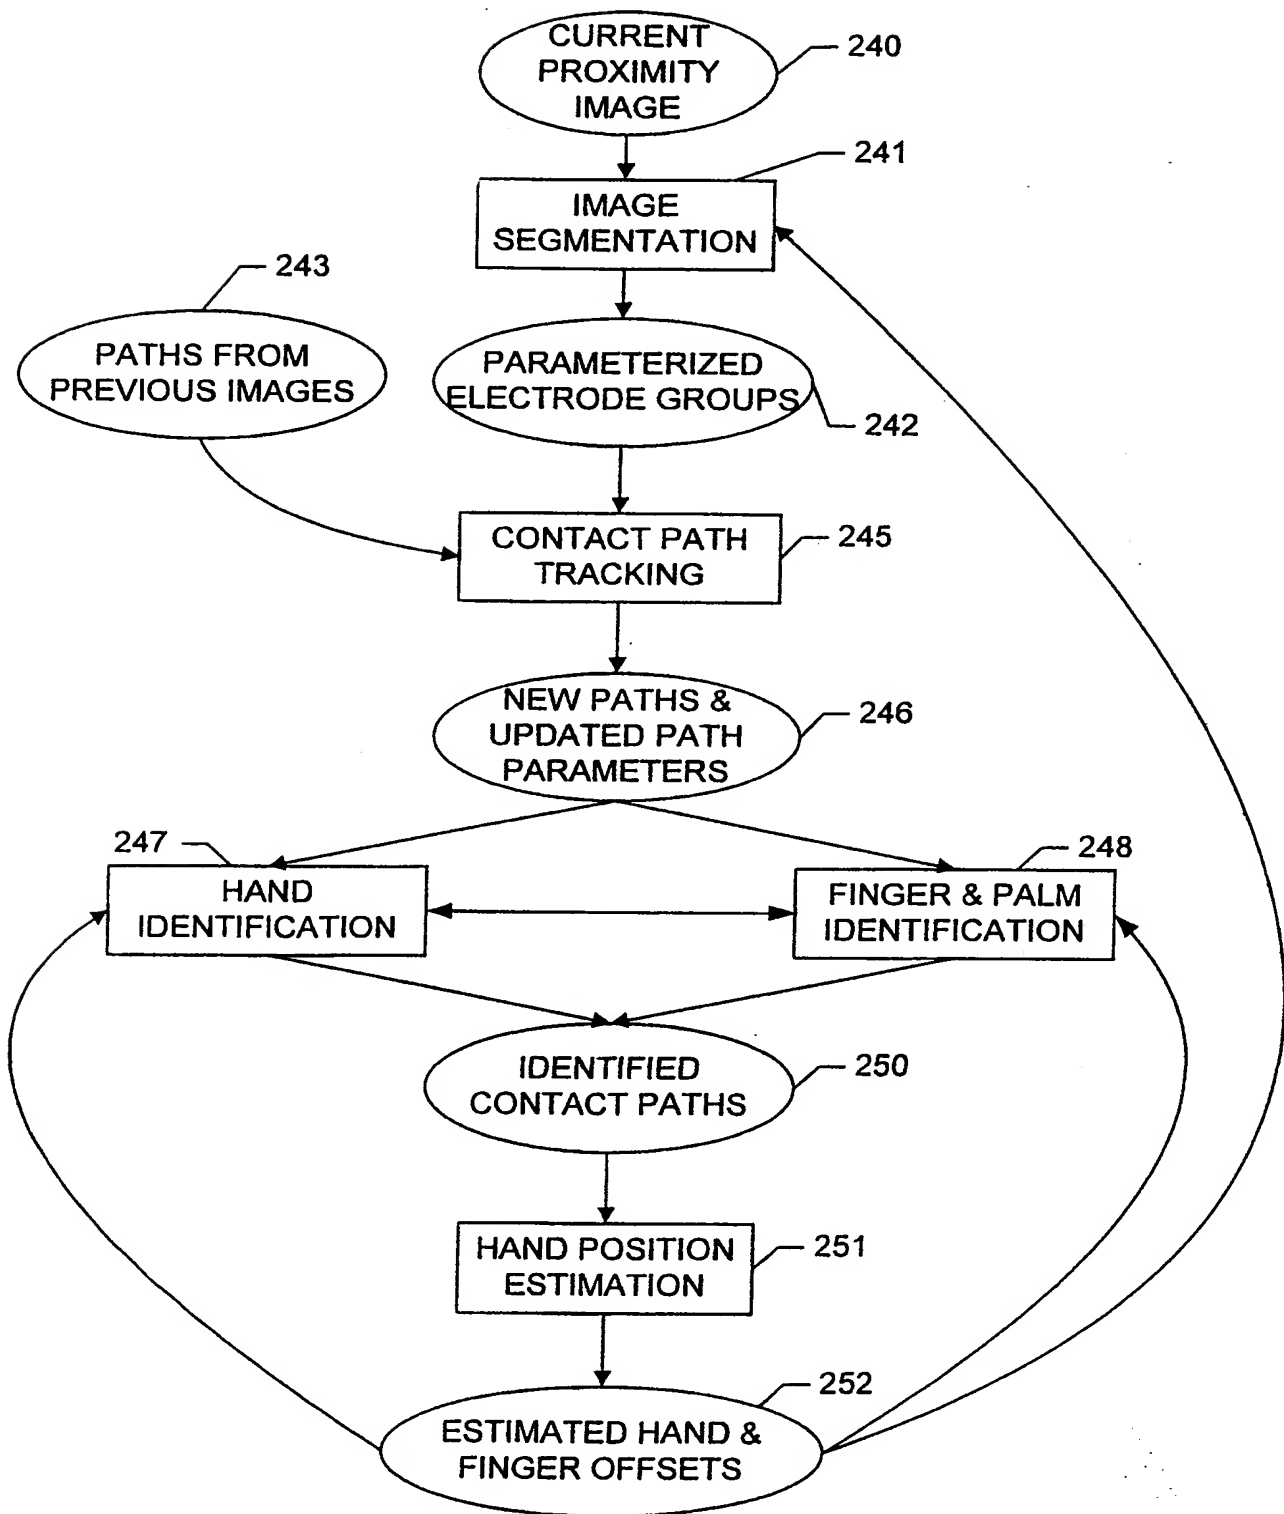 CURRENT
PROXIMITY
IMAGE
240
241
IMAGE
SEGMENTATION
243
PATHS FROM
PREVIOUS IMAGES
PARAMETERIZED
ELECTRODE GROUPS
242
CONTACT PATH
TRACKING
245
NEW PATHS &
UPDATED PATH
PARAMETERS
246
247
HAND
IDENTIFICATION
248
FINGER & PALM
IDENTIFICATION
IDENTIFIED
CONTACT PATHS
250
HAND POSITION
ESTIMATION
251
252
ESTIMATED HAND &
FINGER OFFSETS